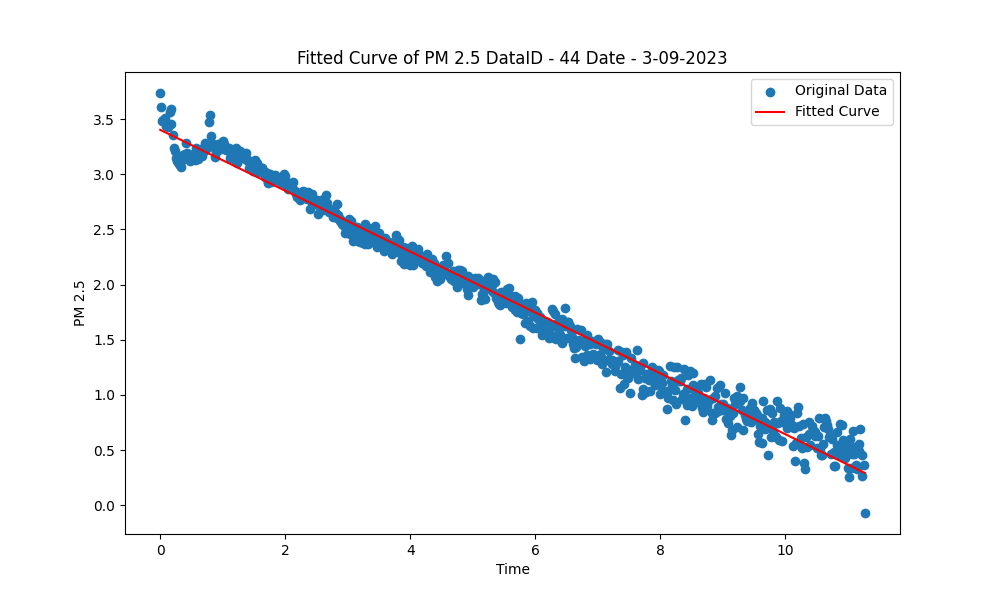 Fitted Curve of PM 2.5 DataID - 44 Date - 3-09-2023
Original Data
Fitted Curve
3.5
3.0
2.5
2.0
1.5
1.0
0.5
0.0
PM 2.5
0 2 4 6 8 10
Time